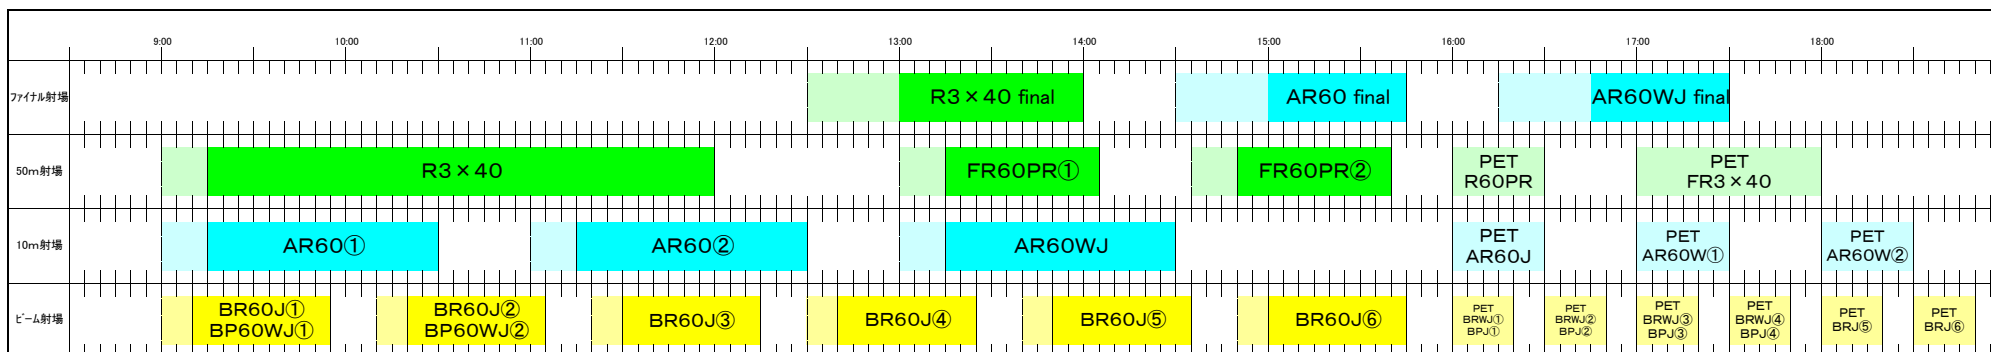 9:00 10:00 11:00 12:00 13:00 14:00 15:00 16:00 17:00 18:00
ファイナル射場
R3×40 final
AR60 final
AR60WJ final
50m射場
R3×40
FR60PR①
FR60PR②
PET
R60PR
PET
FR3×40
10m射場
AR60①
AR60②
AR60WJ
PET
AR60J
PET
AR60W①
PET
AR60W②
ビーム射場
BR60J①
BP60WJ①
BR60J②
BP60WJ②
BR60J③
BR60J④
BR60J⑤
BR60J⑥
PET
BRWJ①
BPJ①
PET
BRWJ②
BPJ②
PET
BRWJ③
BPJ③
PET
BRWJ④
BPJ④
PET
BRJ⑤
PET
BRJ⑥